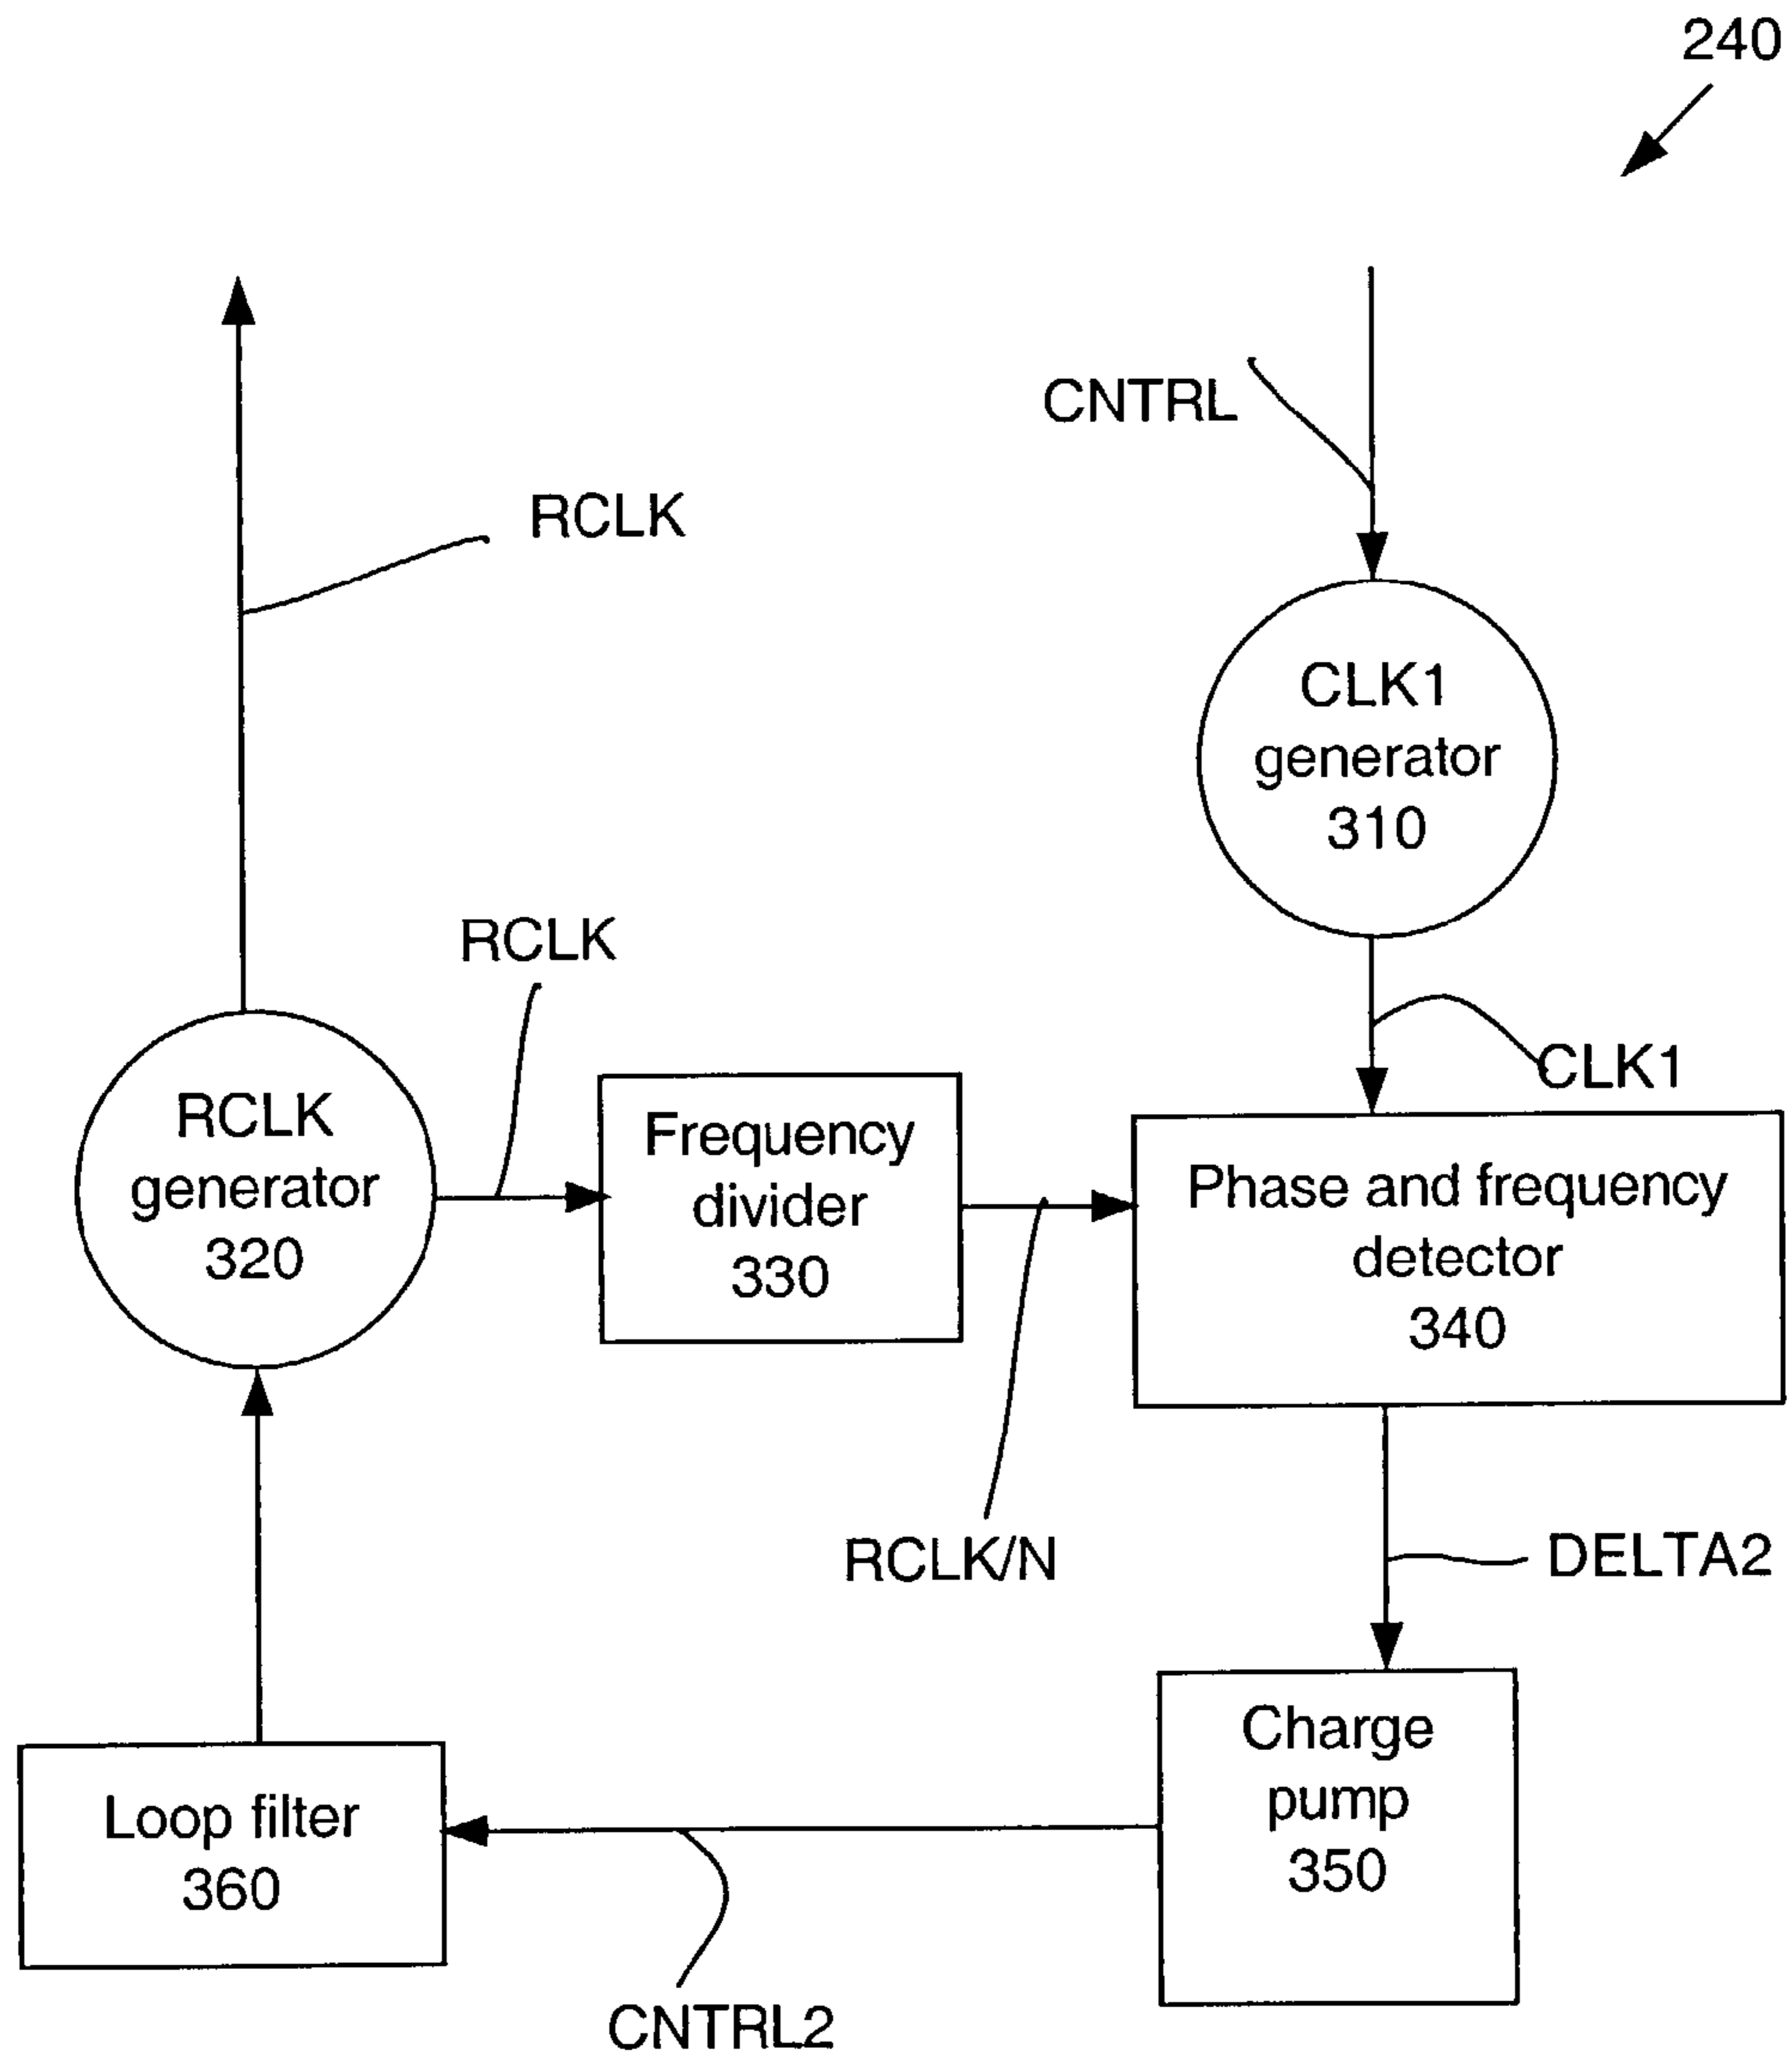 240
CNTRL
RCLK
CLK1
generator
310
RCLK
CLK1
RCLK
generator
320
Frequency
divider
330
Phase and frequency
detector
340
RCLK/N
DELTA2
Charge
pump
350
Loop filter
360
CNTRL2